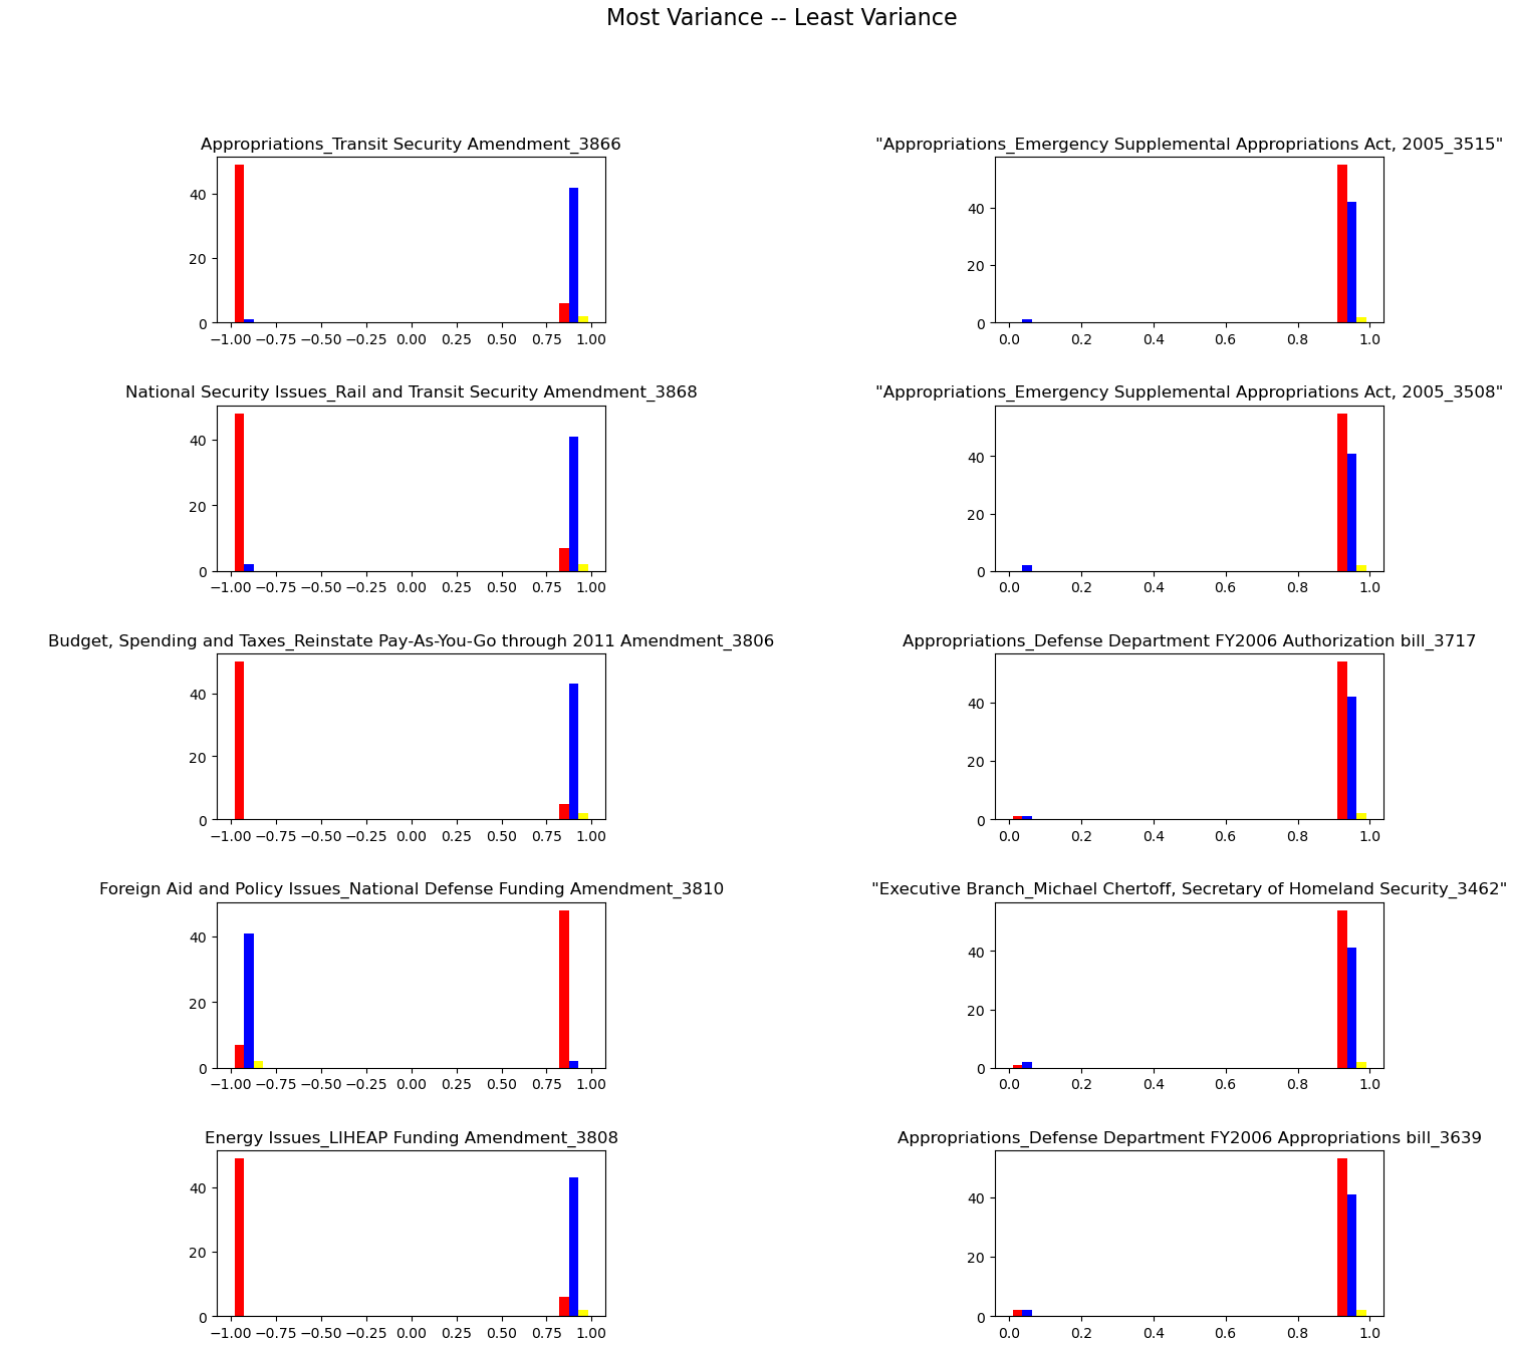 Most Variance -- Least Variance
Appropriations_Transit Security Amendment_3866
40
20
0
−1.00 −0.75 −0.50 −0.25 0.00 0.25 0.50 0.75 1.00
"Appropriations_Emergency Supplemental Appropriations Act, 2005_3515"
40
20
0
0.0 0.2 0.4 0.6 0.8 1.0
National Security Issues_Rail and Transit Security Amendment_3868
40
20
0
−1.00 −0.75 −0.50 −0.25 0.00 0.25 0.50 0.75 1.00
"Appropriations_Emergency Supplemental Appropriations Act, 2005_3508"
40
20
0
0.0 0.2 0.4 0.6 0.8 1.0
Budget, Spending and Taxes_Reinstate Pay-As-You-Go through 2011 Amendment_3806
40
20
0
−1.00 −0.75 −0.50 −0.25 0.00 0.25 0.50 0.75 1.00
Appropriations_Defense Department FY2006 Authorization bill_3717
40
20
0
0.0 0.2 0.4 0.6 0.8 1.0
Foreign Aid and Policy Issues_National Defense Funding Amendment_3810
40
20
0
−1.00 −0.75 −0.50 −0.25 0.00 0.25 0.50 0.75 1.00
"Executive Branch_Michael Chertoff, Secretary of Homeland Security_3462"
40
20
0
0.0 0.2 0.4 0.6 0.8 1.0
Energy Issues_LIHEAP Funding Amendment_3808
40
20
0
−1.00 −0.75 −0.50 −0.25 0.00 0.25 0.50 0.75 1.00
Appropriations_Defense Department FY2006 Appropriations bill_3639
40
20
0
0.0 0.2 0.4 0.6 0.8 1.0